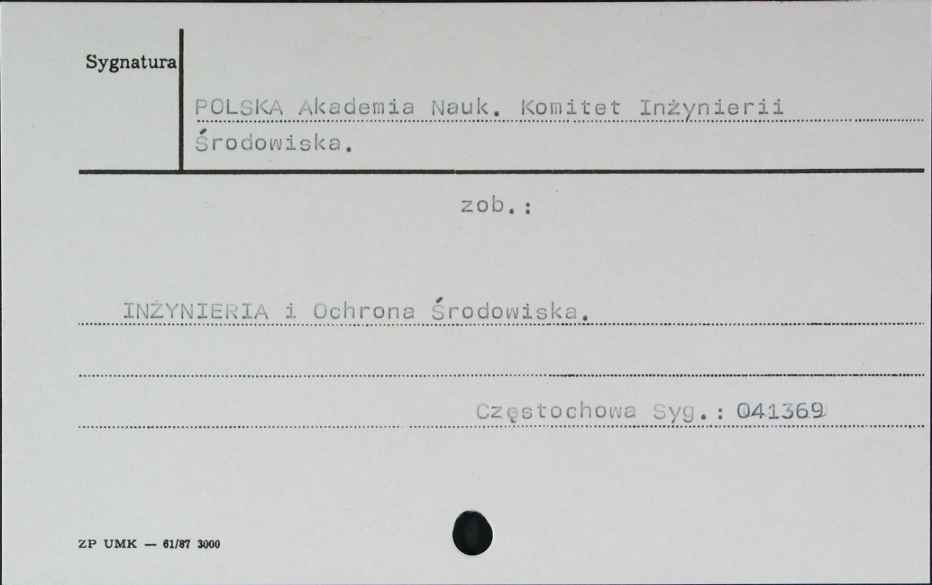 Sygnatura
POLSKA Akademia Nauk. Komitet Inżynierii
Środowiska.
zob.:
INŻYNIERIA i Ochrona Środowiska.
Częstochowa Syg.: 041369
ZP UMK — 61/87 3000